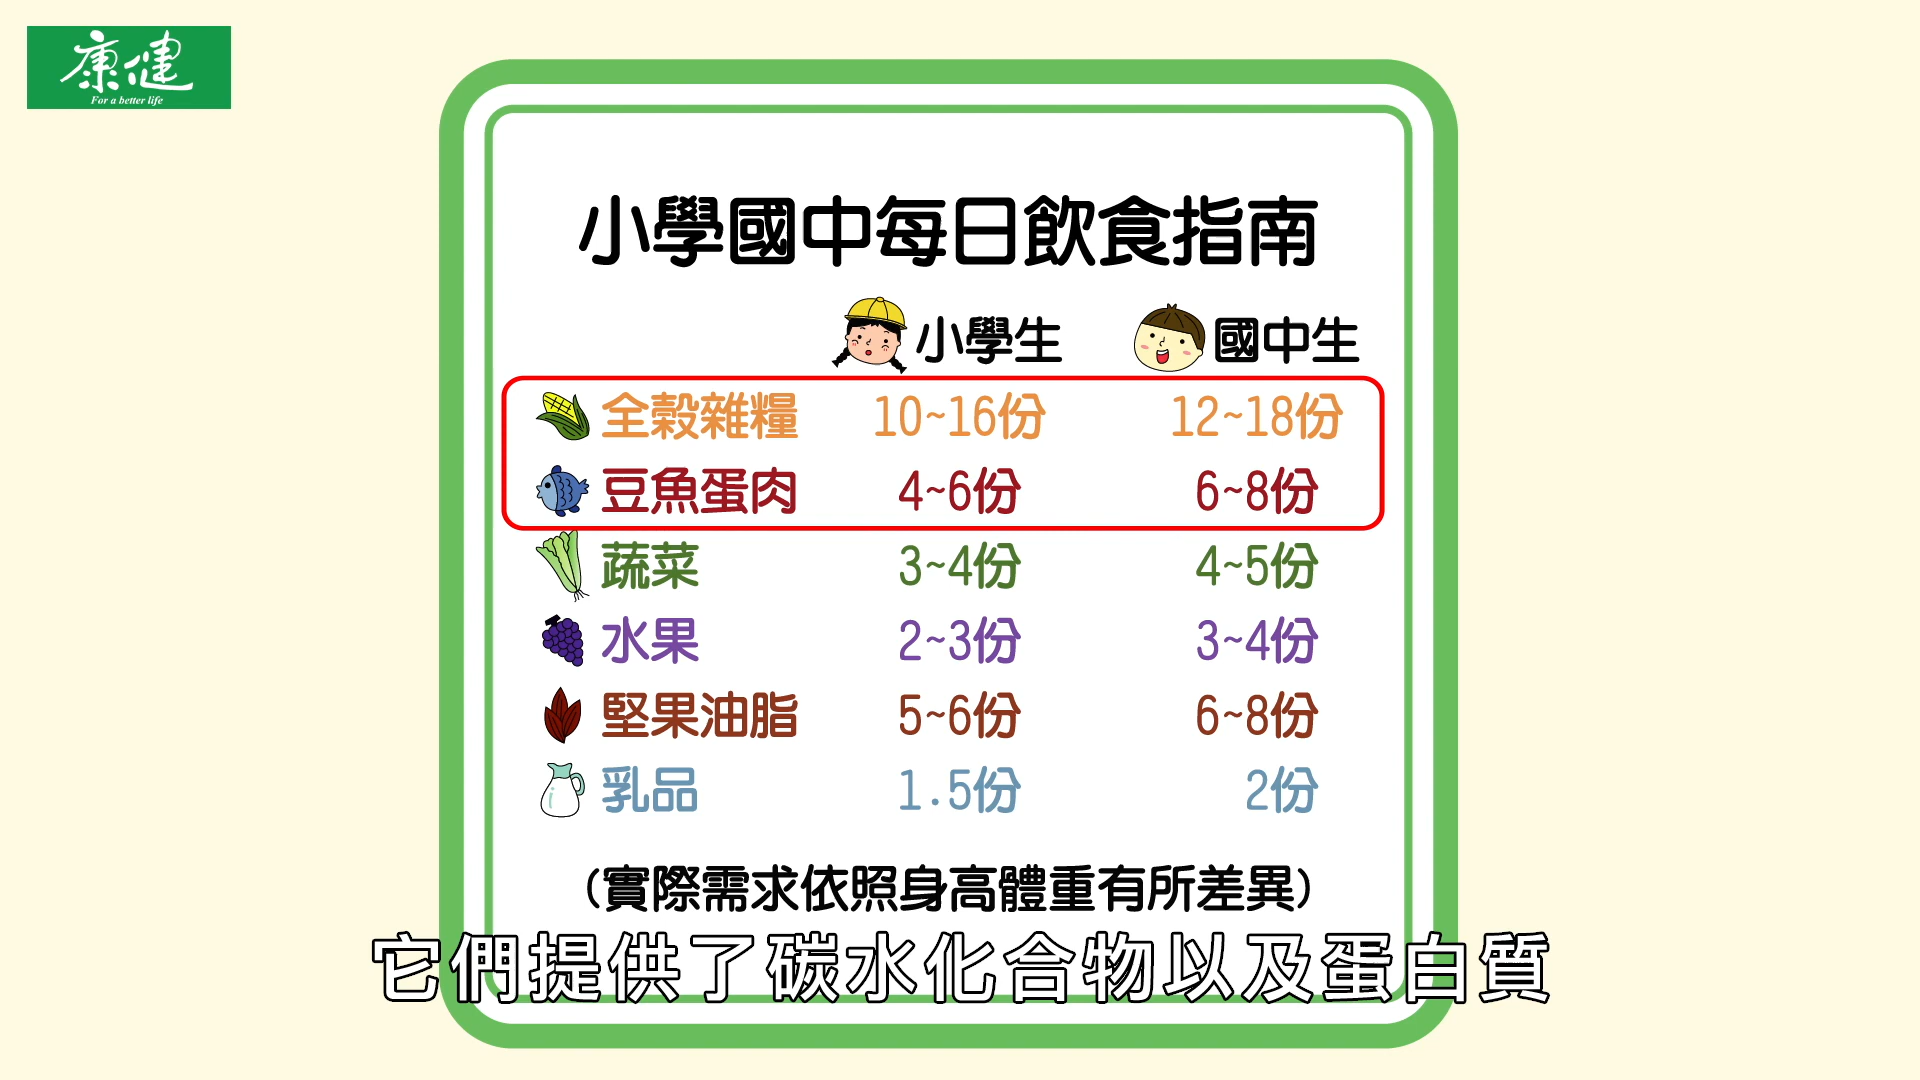 康健
For a better life
小學國中每日飲食指南
小學生 國中生
全穀雜糧 10~16份 12~18份
豆魚蛋肉 4~6份 6~8份
蔬菜 3~4份 4~5份
水果 2~3份 3~4份
堅果油脂 5~6份 6~8份
乳品 1.5份 2份
(實際需求依照身高體重有所差異)
它們提供了碳水化合物以及蛋白質